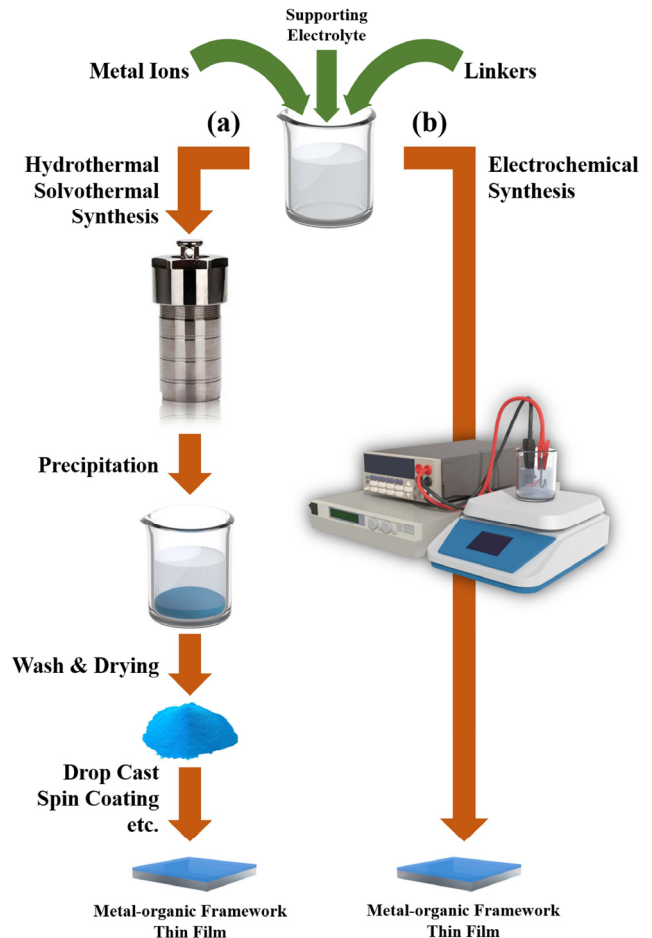 Supporting
Electrolyte
Metal Ions
Linkers
(a)
(b)
Hydrothermal
Solvothermal
Synthesis
Electrochemical
Synthesis
Precipitation
Wash & Drying
Drop Cast
Spin Coating
etc.
Metal-organic Framework
Thin Film
Metal-organic Framework
Thin Film